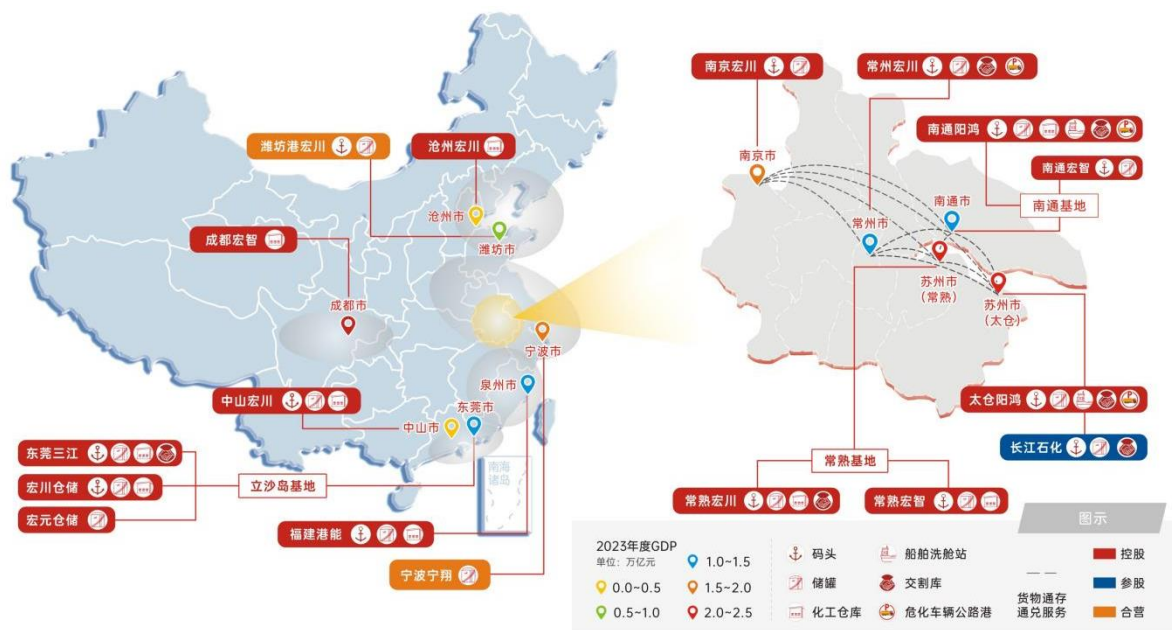 潍坊港宏川
沧州宏川
沧州市
潍坊市
成都宏智
成都市
宁波市
泉州市
中山宏川
东莞市
中山市
东莞三江
宏川仓储
宏元仓储
立沙岛基地
南海
诸岛
福建港能
宁波宁翔
南京宏川
常州宏川
南通阳鸿
南通宏智
南京市
南通市
南通基地
常州市
苏州市
(常熟)
苏州市
(太仓)
太仓阳鸿
长江石化
常熟基地
常熟宏川
常熟宏智
图示
2023年度GDP
单位：万亿元
1.0~1.5
0.0~0.5
1.5~2.0
0.5~1.0
2.0~2.5
码头
船舶洗舱站
储罐
交割库
化工仓库
危化车辆公路港
货物通存
通兑服务
控股
参股
合营